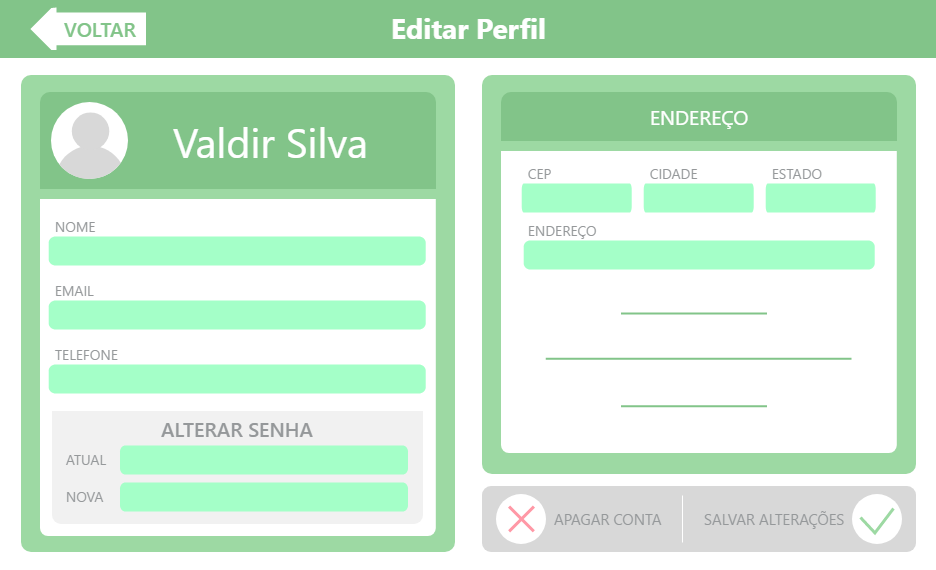 VOLTAR
Editar Perfil
Valdir Silva
NOME
EMAIL
TELEFONE
ALTERAR SENHA
ATUAL
NOVA
ENDEREÇO
CEP CIDADE ESTADO
ENDEREÇO
APAGAR CONTA
SALVAR ALTERAÇÕES